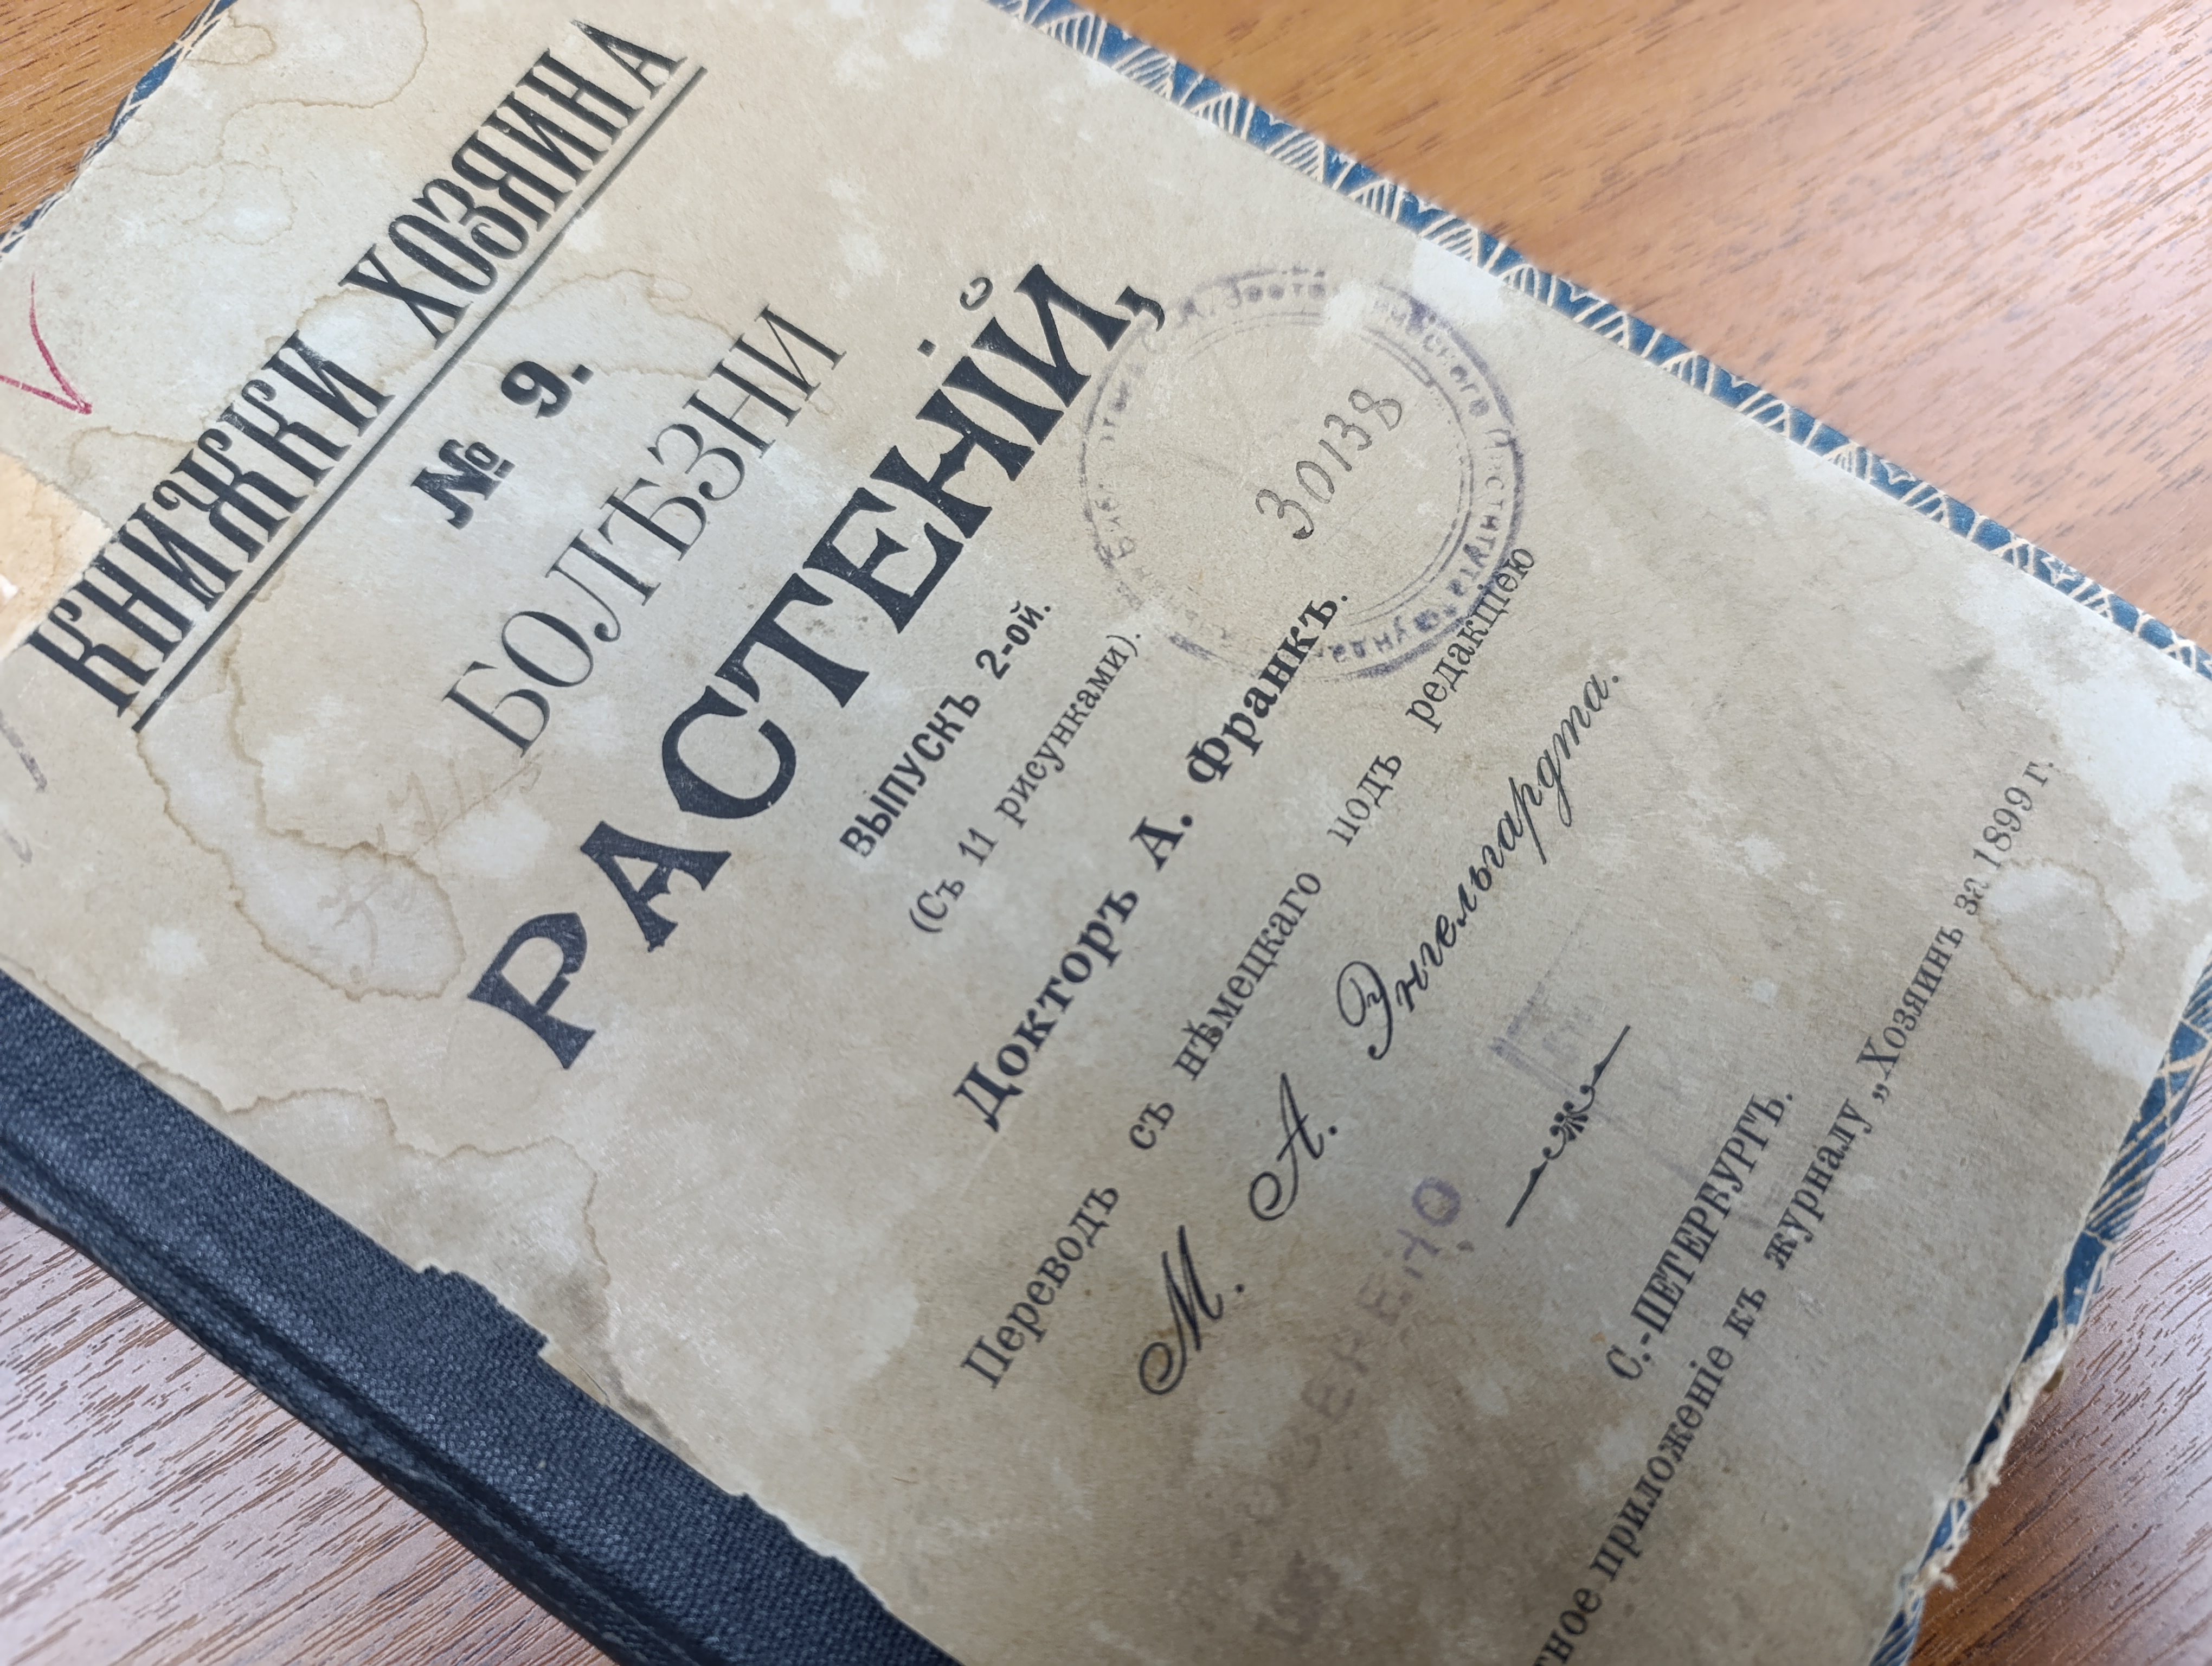 КНИЖКИ ХОЗЯИНА
№ 9.
БОЛѢЗНИ
РАСТЕНІЙ,
ВЫПУСКЪ 2-ой.
(Съ 11 рисунками).
30138
Докторъ А. Франкъ.
Переводъ съ нѣмецкаго подъ редакціею
М. А. Энгельгардта.
С.-ПЕТЕРБУРГЪ.
приложеніе къ журналу „Хозяинъ за 1899 г.